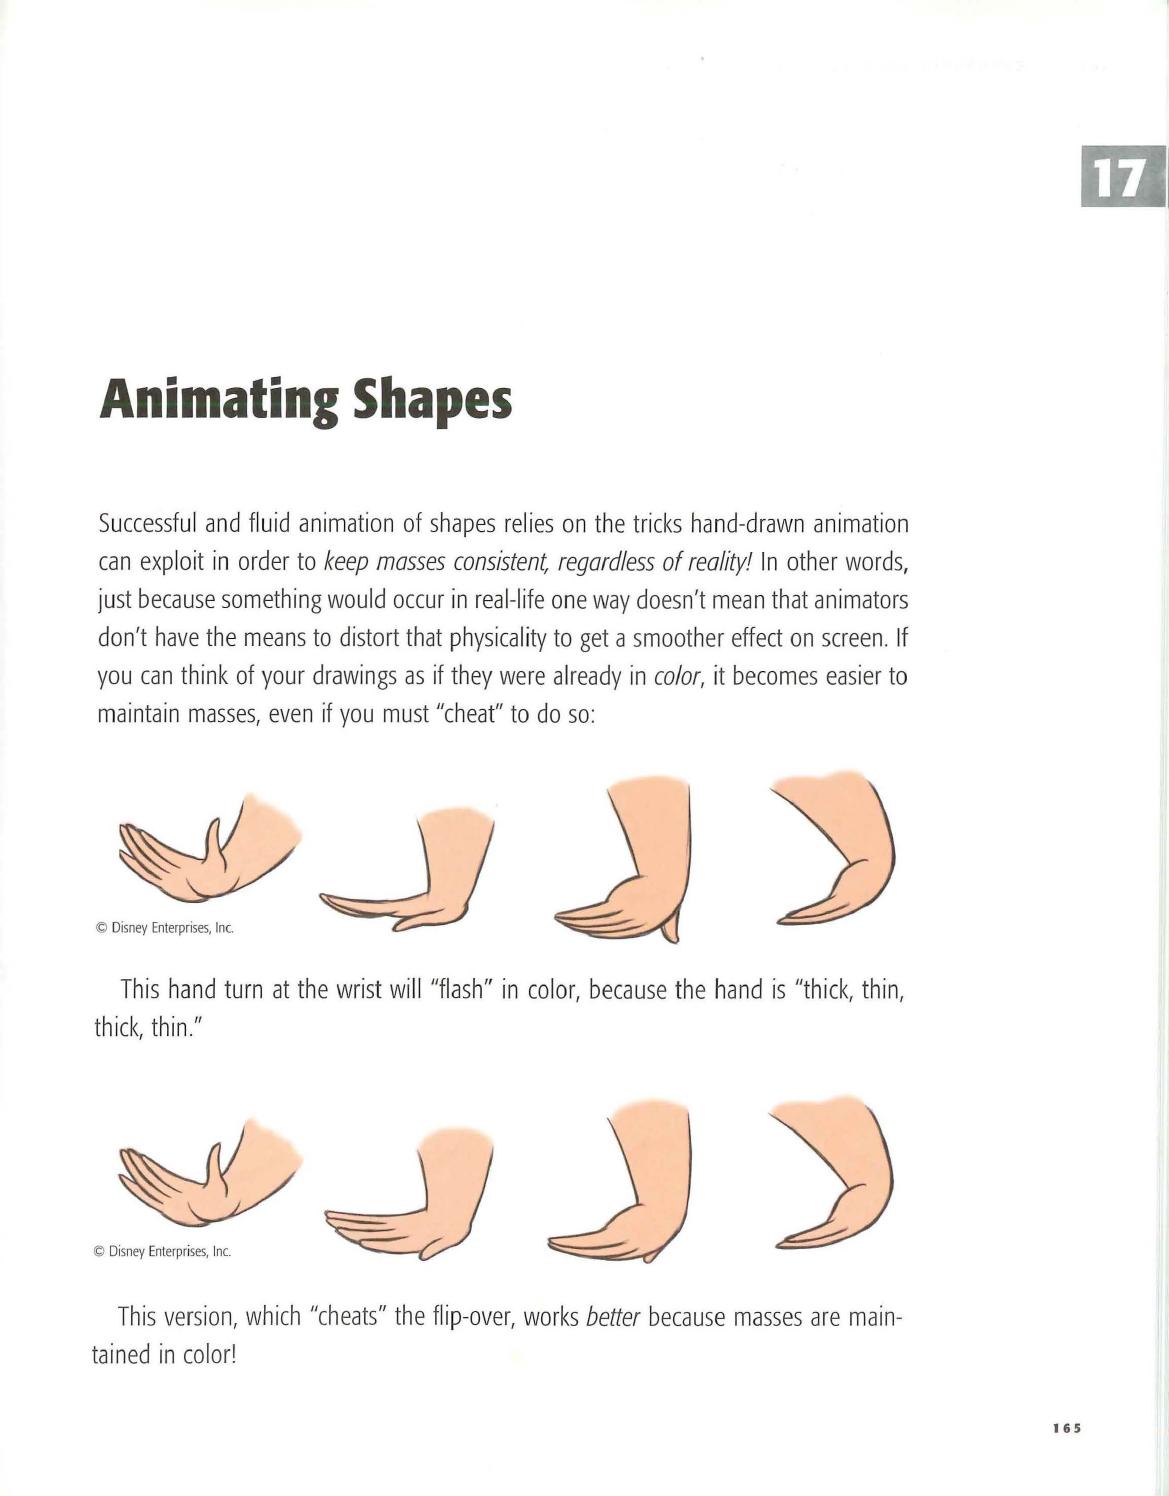 17
Animating Shapes
Successful and fluid animation of shapes relies on the tricks hand-drawn animation
can exploit in order to keep masses consistent, regardless of reality! In other words,
just because something would occur in real-life one way doesn't mean that animators
don't have the means to distort that physicality to get a smoother effect on screen. If
you can think of your drawings as if they were already in color, it becomes easier to
maintain masses, even if you must "cheat" to do so:
© Disney Enterprises, Inc.
This hand turn at the wrist will "flash" in color, because the hand is "thick, thin,
thick, thin."
© Disney Enterprises, Inc.
This version, which "cheats" the flip-over, works better because masses are main-
tained in color!
165